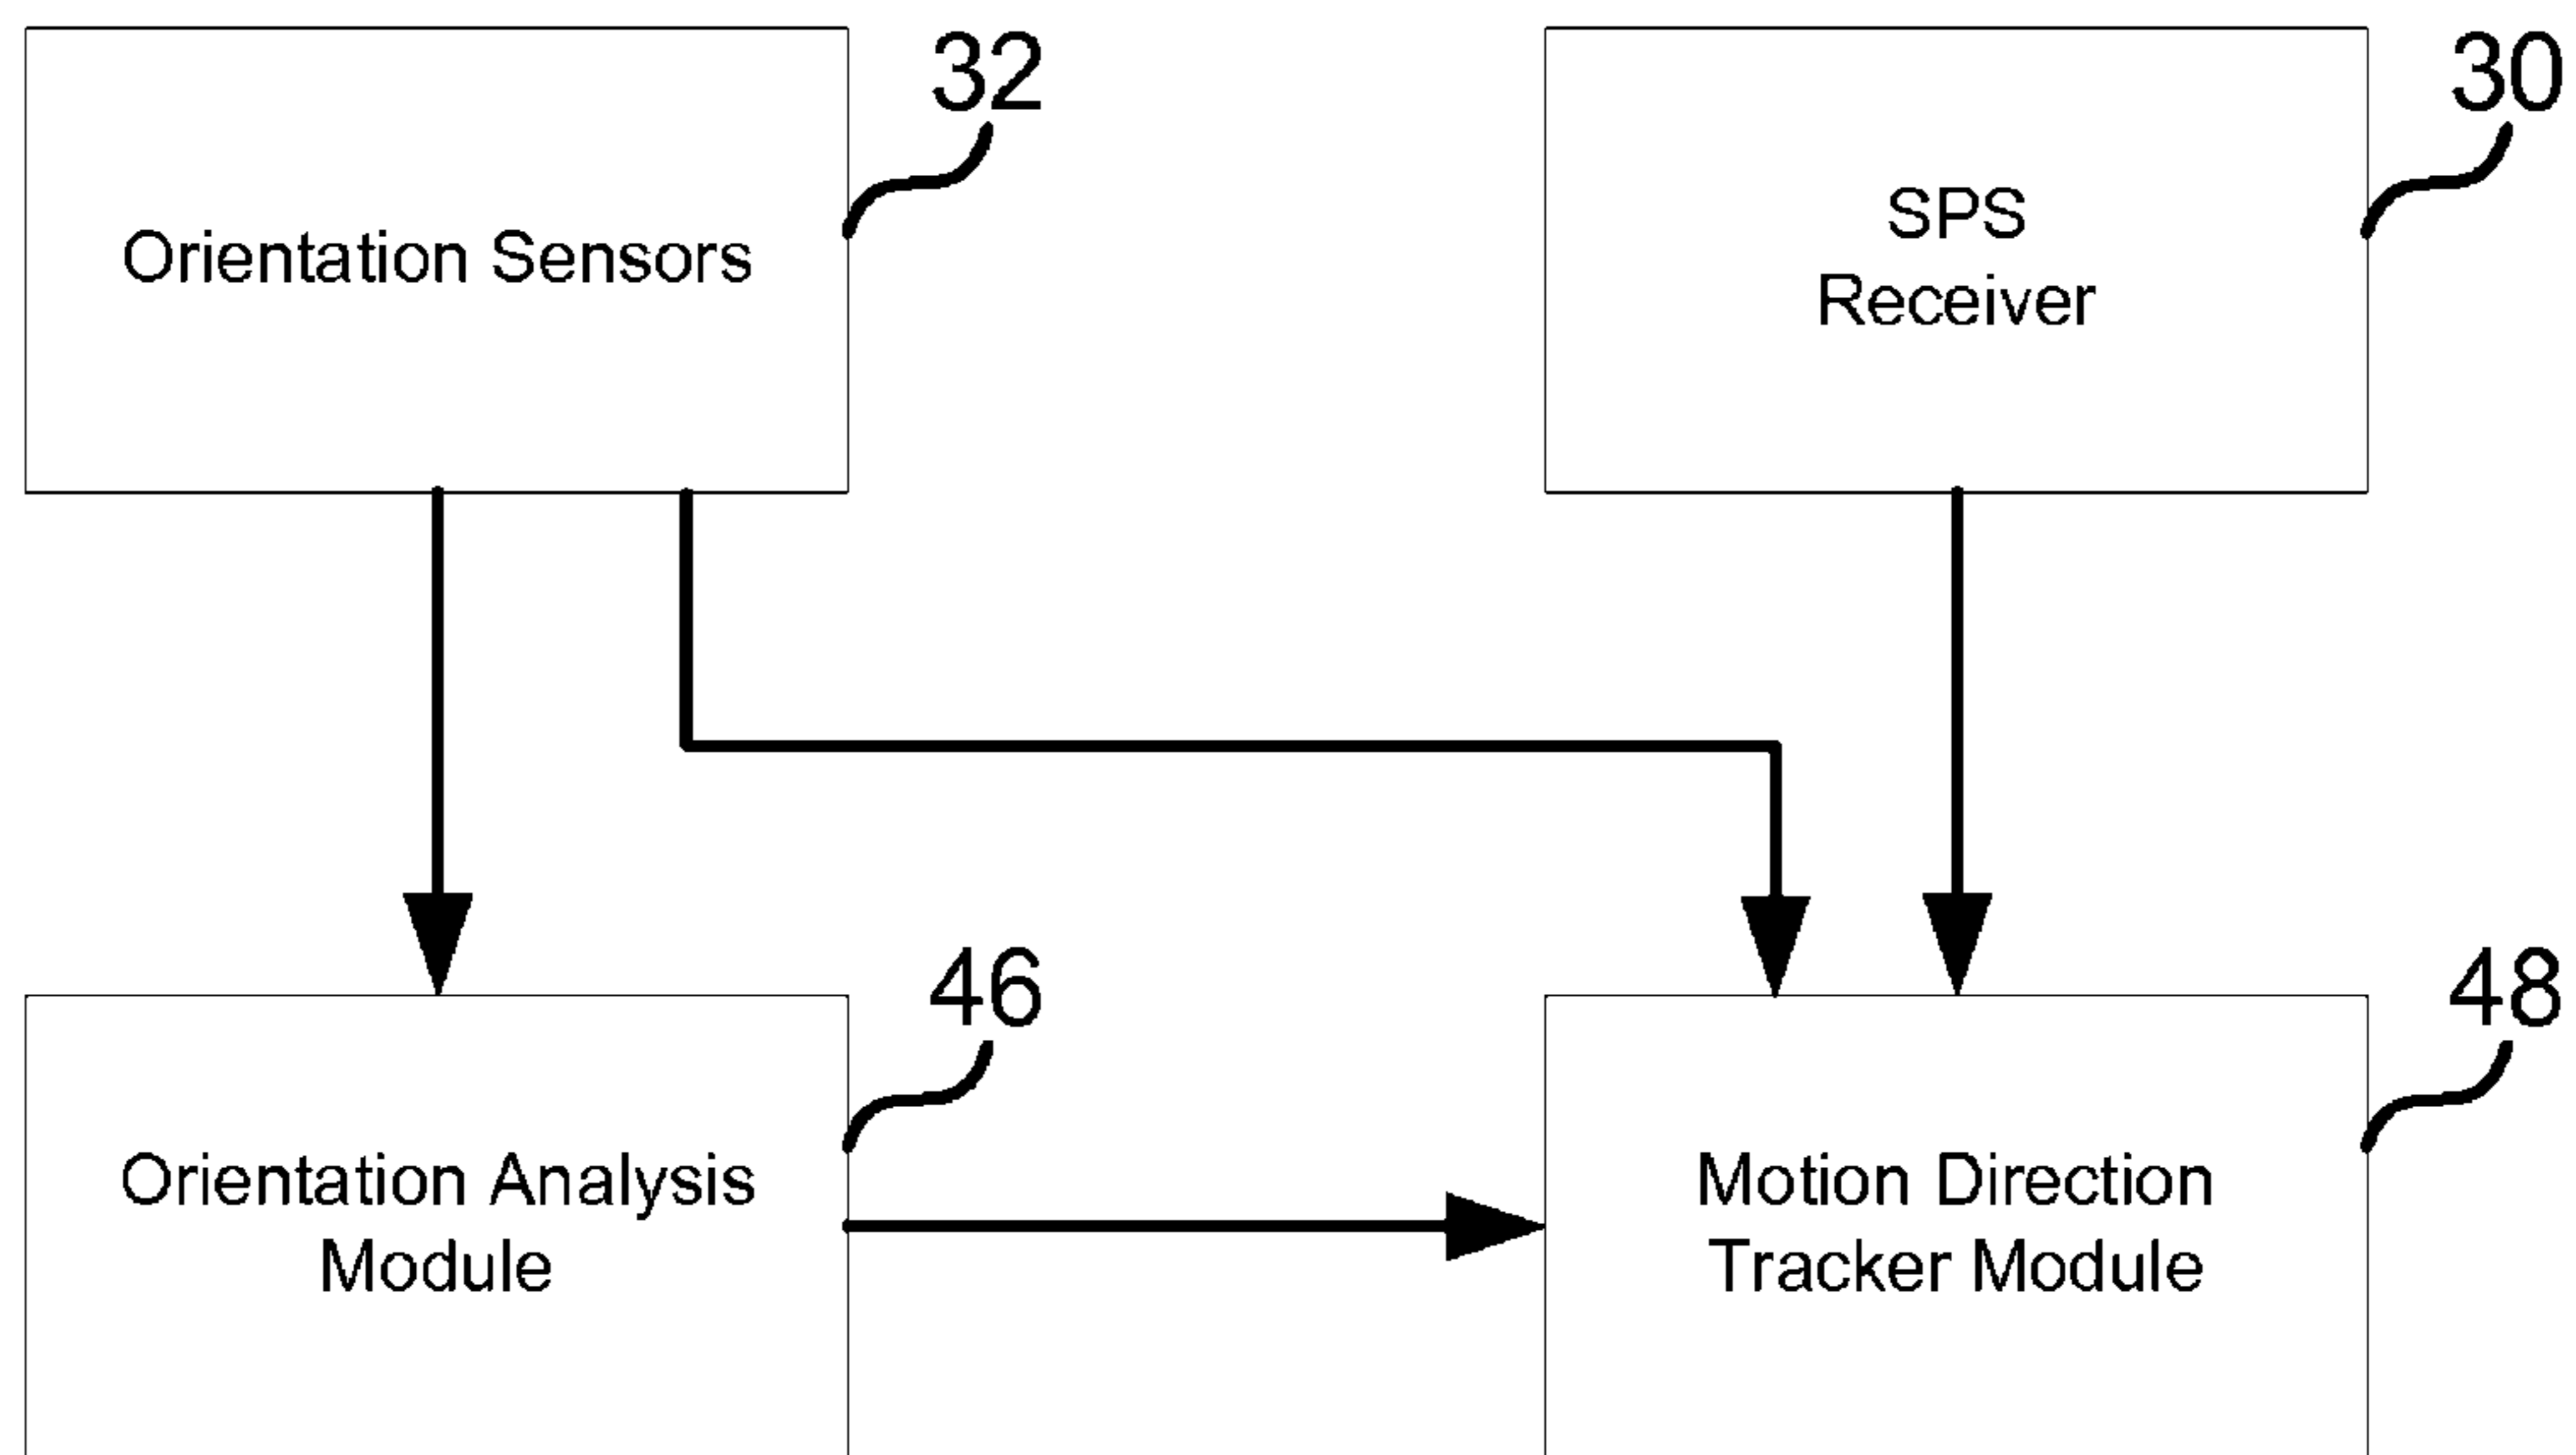 32
Orientation Sensors
30
SPS
Receiver
46
Orientation Analysis
Module
48
Motion Direction
Tracker Module